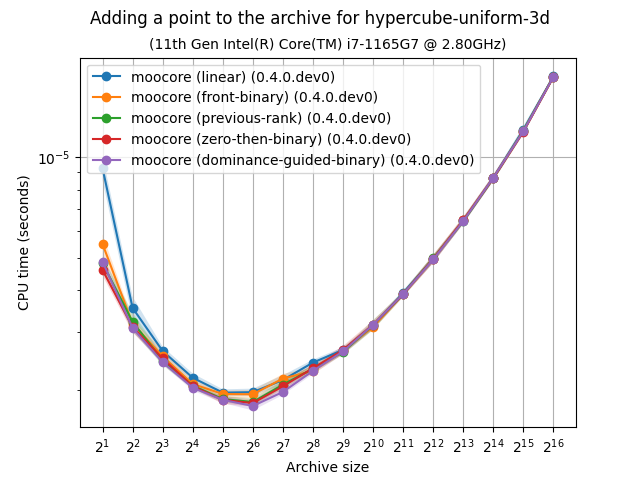 Adding a point to the archive for hypercube-uniform-3d
(11th Gen Intel(R) Core(TM) i7-1165G7 @ 2.80GHz)
moocore (linear) (0.4.0.dev0)
moocore (front-binary) (0.4.0.dev0)
moocore (previous-rank) (0.4.0.dev0)
moocore (zero-then-binary) (0.4.0.dev0)
moocore (dominance-guided-binary) (0.4.0.dev0)
10⁻⁵
CPU time (seconds)
2¹ 2² 2³ 2⁴ 2⁵ 2⁶ 2⁷ 2⁸ 2⁹ 2¹⁰ 2¹¹ 2¹² 2¹³ 2¹⁴ 2¹⁵ 2¹⁶
Archive size